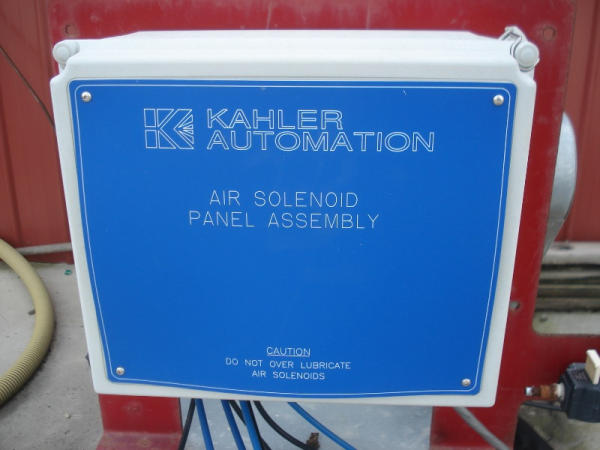 KAHLER
AUTOMATION
AIR SOLENOID
PANEL ASSEMBLY
CAUTION
DO NOT OVER LUBRICATE
AIR SOLENOIDS